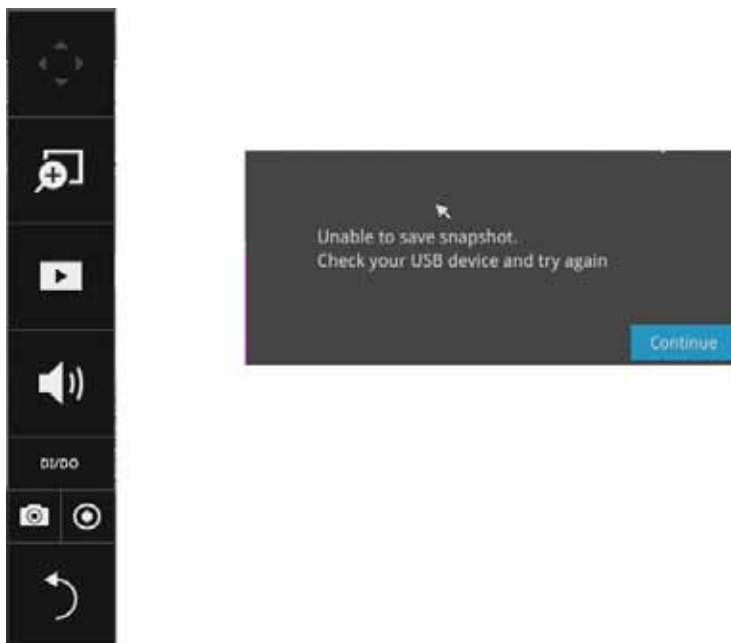 Unable to save snapshot.
Check your USB device and try again
Continue
DI/DO